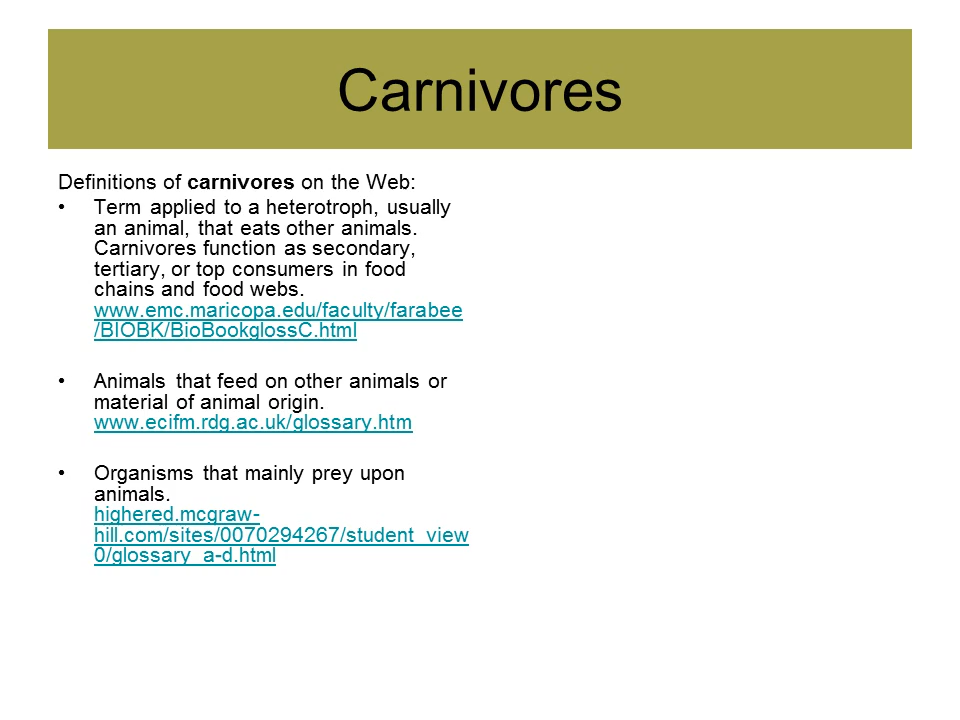 Carnivores
Definitions of carnivores on the Web:
• Term applied to a heterotroph, usually
an animal, that eats other animals.
Carnivores function as secondary,
tertiary, or top consumers in food
chains and food webs.
www.emc.maricopa.edu/faculty/farabee
/BIOBK/BioBookglossC.html
• Animals that feed on other animals or
material of animal origin.
www.ecifm.rdg.ac.uk/glossary.htm
• Organisms that mainly prey upon
animals.
highered.mcgraw-
hill.com/sites/0070294267/student_view
0/glossary_a-d.html